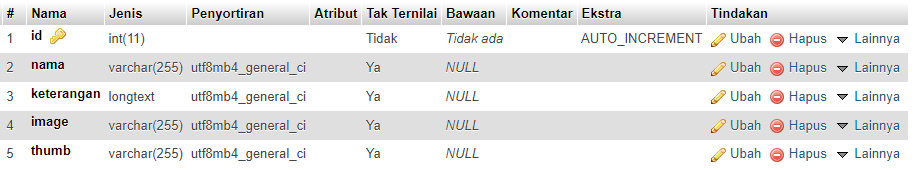 # Nama Jenis Penyortiran Atribut Tak Ternilai Bawaan Komentar Ekstra Tindakan
1 id int(11) Tidak Tidak ada AUTO_INCREMENT Ubah Hapus Lainnya
2 nama varchar(255) utf8mb4_general_ci Ya NULL Ubah Hapus Lainnya
3 keterangan longtext utf8mb4_general_ci Ya NULL Ubah Hapus Lainnya
4 image varchar(255) utf8mb4_general_ci Ya NULL Ubah Hapus Lainnya
5 thumb varchar(255) utf8mb4_general_ci Ya NULL Ubah Hapus Lainnya